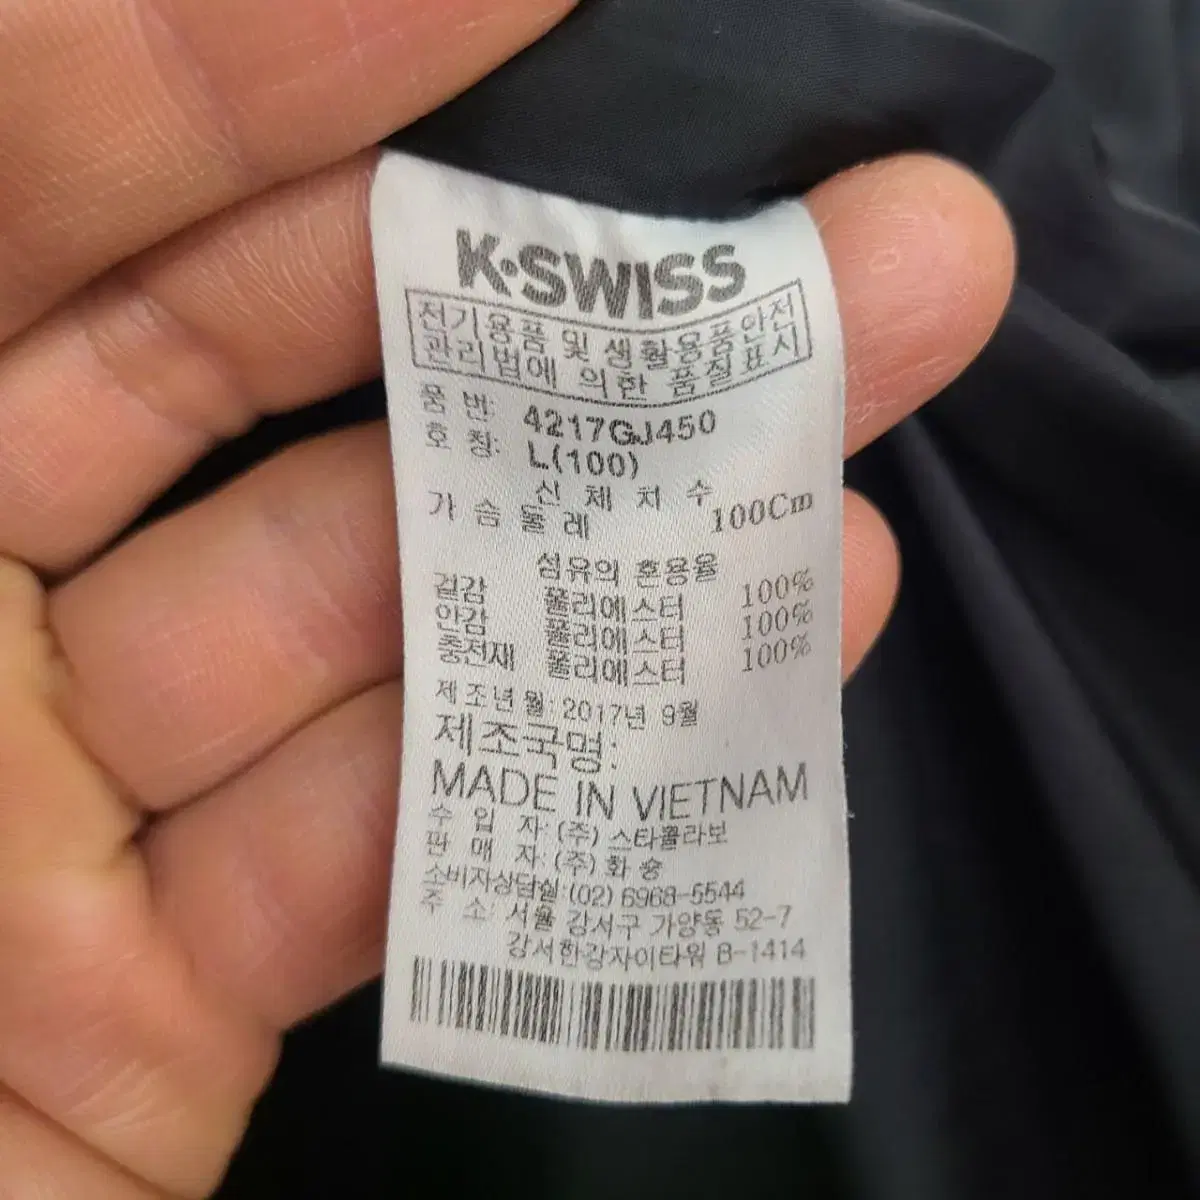 K·SWISS
전기용품 및 생활용품안전
관리법에 의한 품질표시
품 번: 4217GJ450
호 칭: L(100)
신 체 치 수
가 슴 둘 레 100Cm
섬유의 혼용율
겉감 폴리에스터 100%
안감 폴리에스터 100%
충전재 폴리에스터 100%
제조년월: 2017년 9월
제조국명:
MADE IN VIETNAM
수 입 자: (주) 스타콜라보
판 매 자: (주) 화승
소비자상담실: (02) 6968-5544
주 소: 서울 강서구 가양동 52-7
강서한강자이타워 B-1414